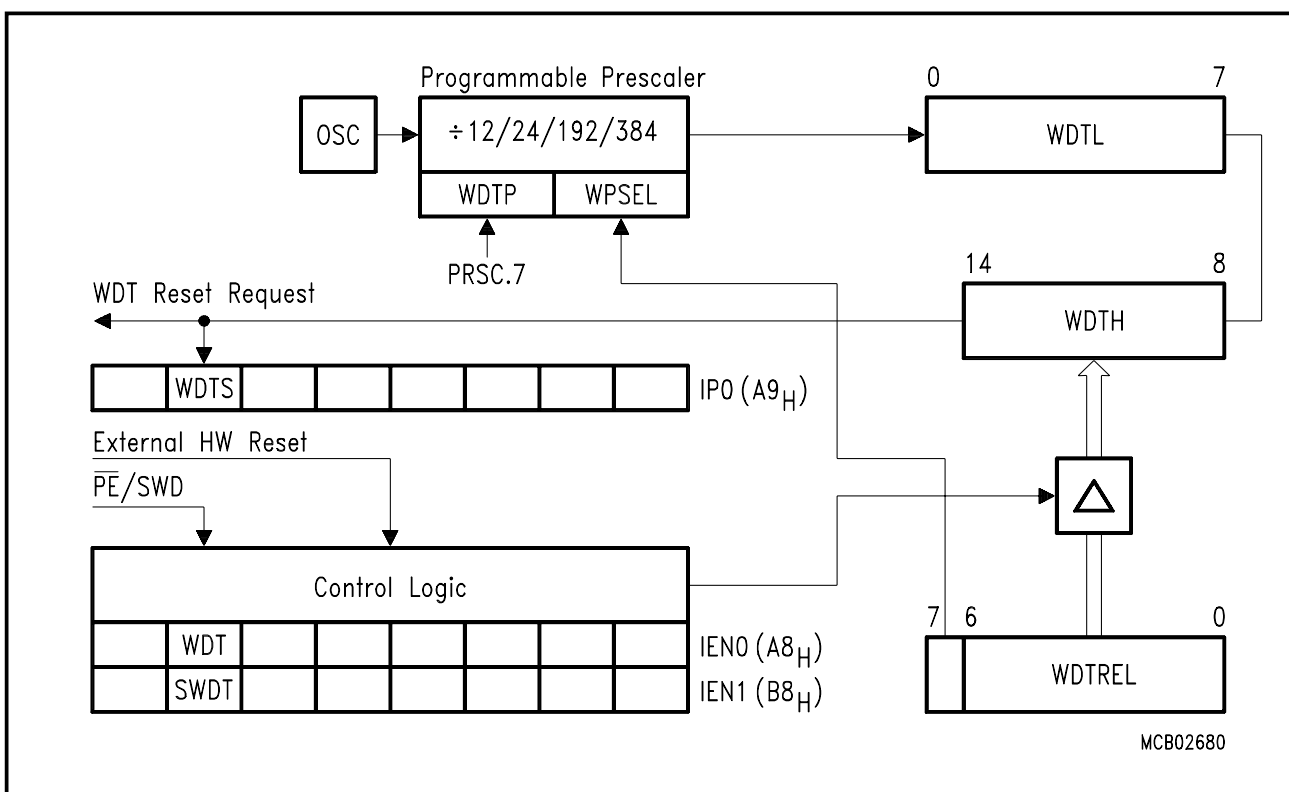 Programmable Prescaler
0 7
OSC
÷12/24/192/384
WDTL
WDTP WPSEL
PRSC.7
14 8
WDT Reset Request
WDTH
WDTS
IP0 (A9H)
External HW Reset
PE/SWD
Control Logic
7 6 0
WDT
IEN0 (A8H)
WDTREL
SWDT
IEN1 (B8H)
MCB02680